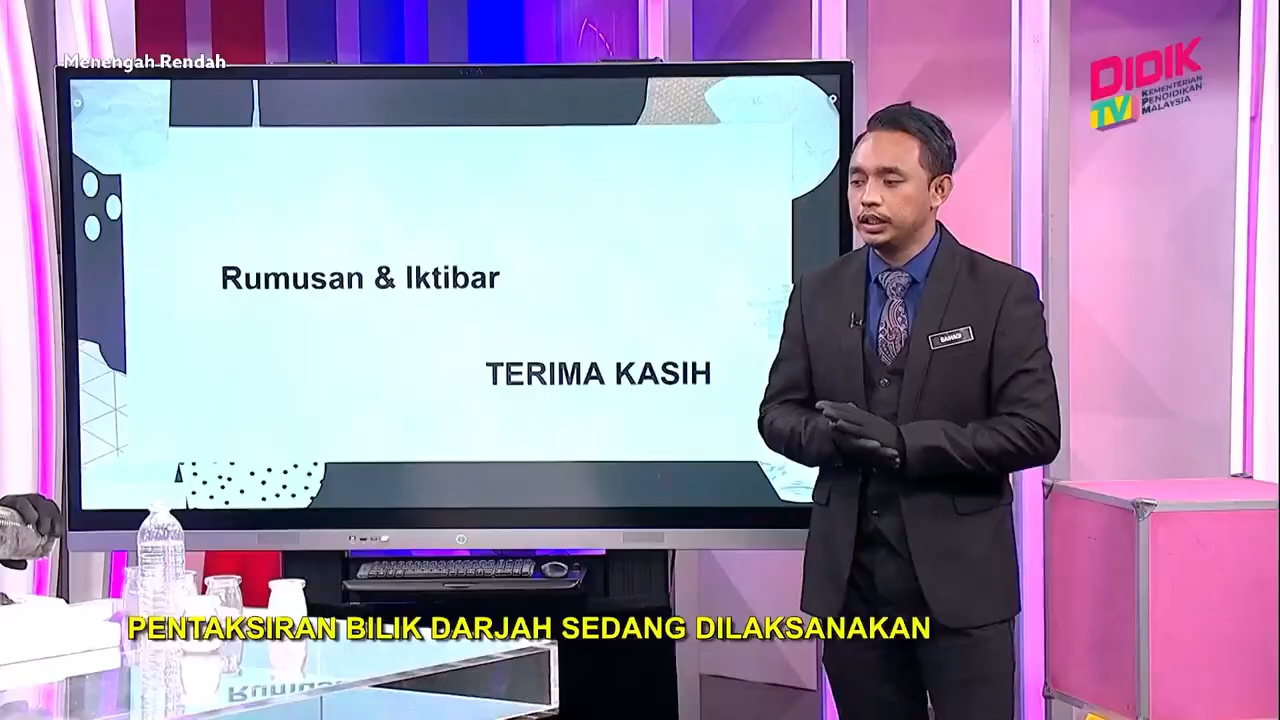 Menengah Rendah
DIDIK
TV
KEMENTERIAN
PENDIDIKAN
MALAYSIA
Rumusan & Iktibar
TERIMA KASIH
PENTAKSIRAN BILIK DARJAH SEDANG DILAKSANAKAN